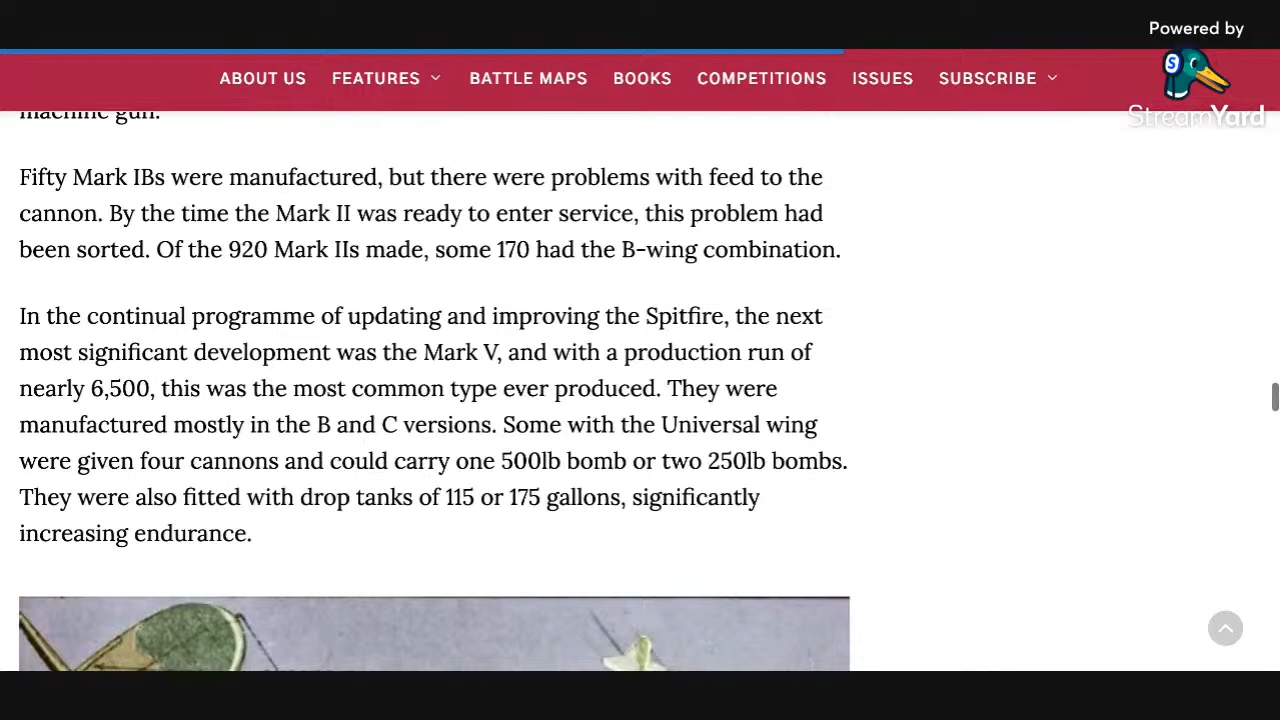 Powered by
ABOUT US FEATURES BATTLE MAPS BOOKS COMPETITIONS ISSUES SUBSCRIBE
S
StreamYard
machine gun.
Fifty Mark IBs were manufactured, but there were problems with feed to the
cannon. By the time the Mark II was ready to enter service, this problem had
been sorted. Of the 920 Mark IIs made, some 170 had the B-wing combination.
In the continual programme of updating and improving the Spitfire, the next
most significant development was the Mark V, and with a production run of
nearly 6,500, this was the most common type ever produced. They were
manufactured mostly in the B and C versions. Some with the Universal wing
were given four cannons and could carry one 500lb bomb or two 250lb bombs.
They were also fitted with drop tanks of 115 or 175 gallons, significantly
increasing endurance.